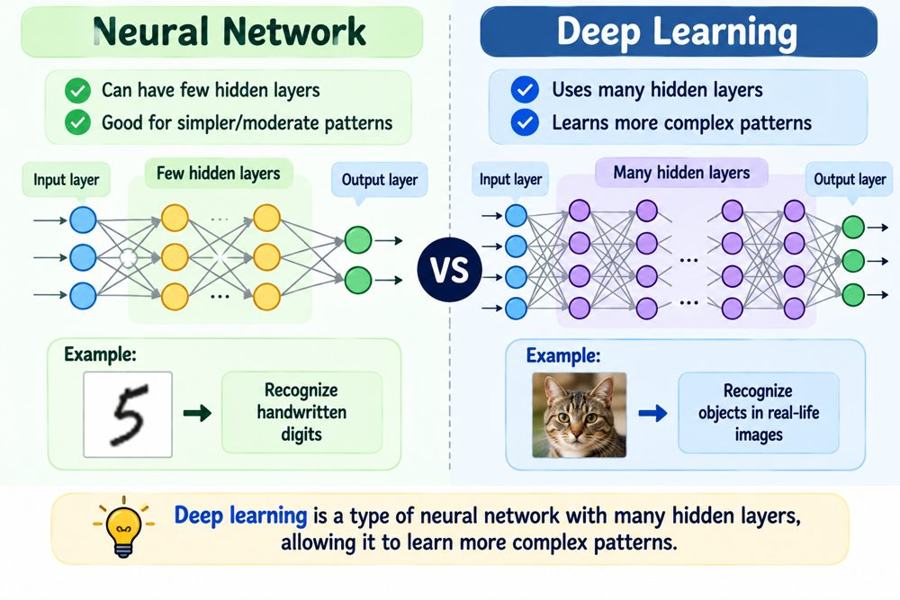 Neural Network
Can have few hidden layers
Good for simpler/moderate patterns
Input layer
Few hidden layers
Output layer
Example:
5
Recognize
handwritten
digits
VS
Deep Learning
Uses many hidden layers
Learns more complex patterns
Input layer
Many hidden layers
Output layer
Example:
Recognize
objects in real-life
images
Deep learning is a type of neural network with many hidden layers,
allowing it to learn more complex patterns.